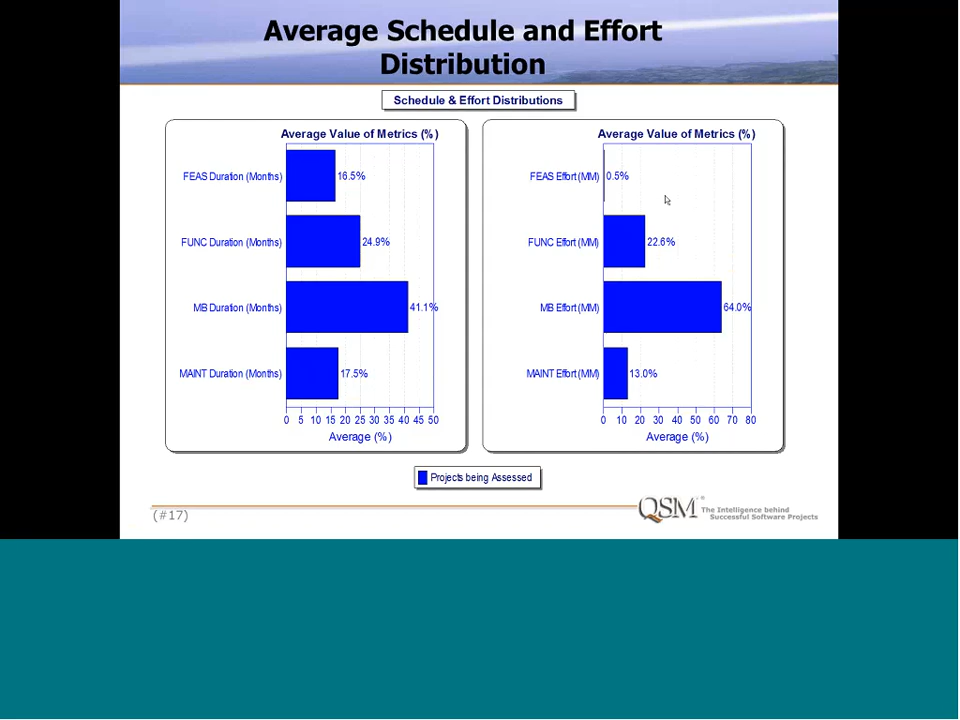 Average Schedule and Effort
Distribution
Schedule & Effort Distributions
Average Value of Metrics (%)
FEAS Duration (Months)
16.5%
FUNC Duration (Months)
24.9%
MB Duration (Months)
41.1%
MAINT Duration (Months)
17.5%
0 5 10 15 20 25 30 35 40 45 50
Average (%)
Average Value of Metrics (%)
FEAS Effort (MM)
0.5%
FUNC Effort (MM)
22.6%
MB Effort (MM)
64.0%
MAINT Effort (MM)
13.0%
0 10 20 30 40 50 60 70 80
Average (%)
Projects being Assessed
(#17)
QSM®
The Intelligence behind
Successful Software Projects